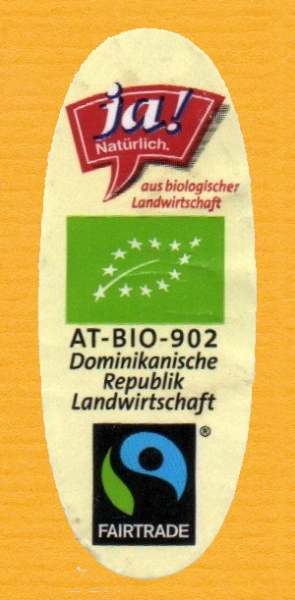 ja!
Natürlich.
aus biologischer
Landwirtschaft
AT-BIO-902
Dominikanische
Republik
Landwirtschaft
®
FAIRTRADE